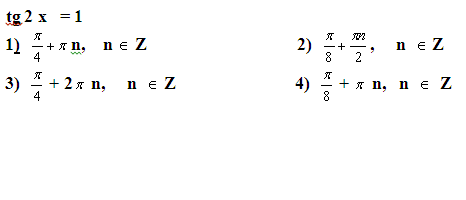 tg 2 x = 1
1) π/4 + π n, n ∈ Z 2) π/8 + πn/2, n ∈ Z
3) π/4 + 2 π n, n ∈ Z 4) π/8 + π n, n ∈ Z